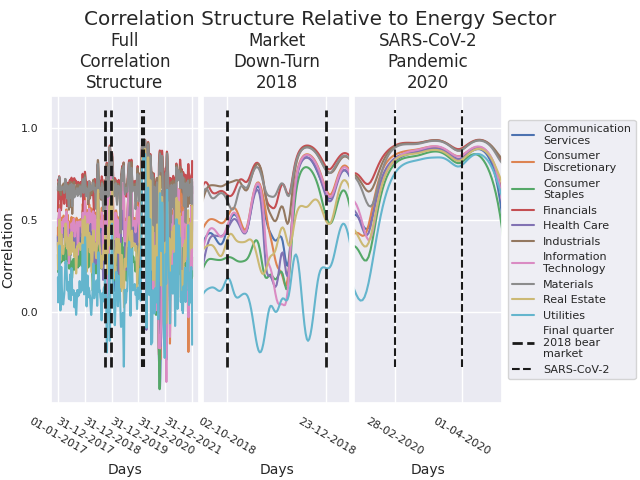 Correlation Structure Relative to Energy Sector
Full
Correlation
Structure
Market
Down-Turn
2018
SARS-CoV-2
Pandemic
2020
Correlation
1.0
0.5
0.0
01-01-2017
31-12-2017
31-12-2018
31-12-2019
31-12-2020
31-12-2021
02-10-2018
23-12-2018
28-02-2020
01-04-2020
Days
Days
Days
Communication
Services
Consumer
Discretionary
Consumer
Staples
Financials
Health Care
Industrials
Information
Technology
Materials
Real Estate
Utilities
Final quarter
2018 bear
market
SARS-CoV-2